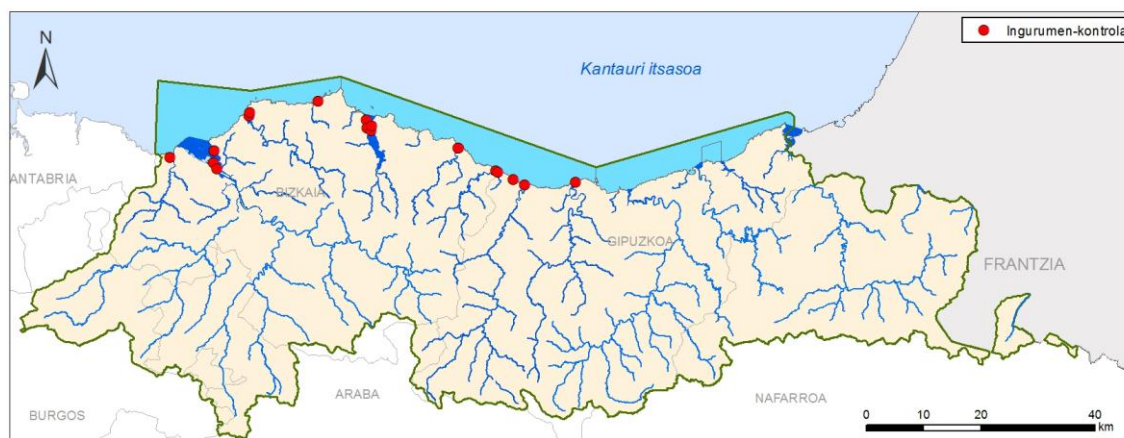 Ingurumen-kontrola
N
Kantauri itsasoa
ANTABRIA
BIZKAIA
GIPUZKOA
FRANTZIA
ARABA
NAFARROA
BURGOS
0 10 20 40
km